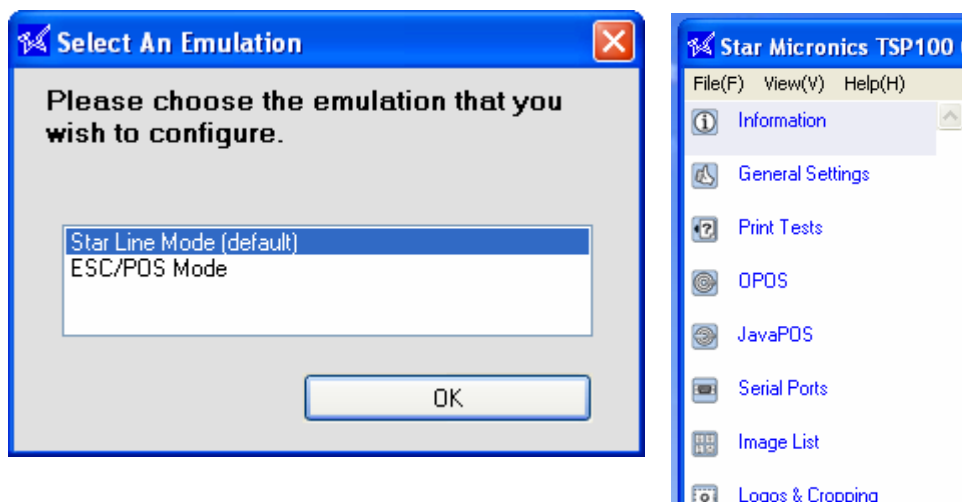 Select An Emulation
Please choose the emulation that you
wish to configure.
Star Line Mode (default)
ESC/POS Mode
OK
Star Micronics TSP100
File(F) View(V) Help(H)
Information
General Settings
Print Tests
OPOS
JavaPOS
Serial Ports
Image List
Logos & Cropping